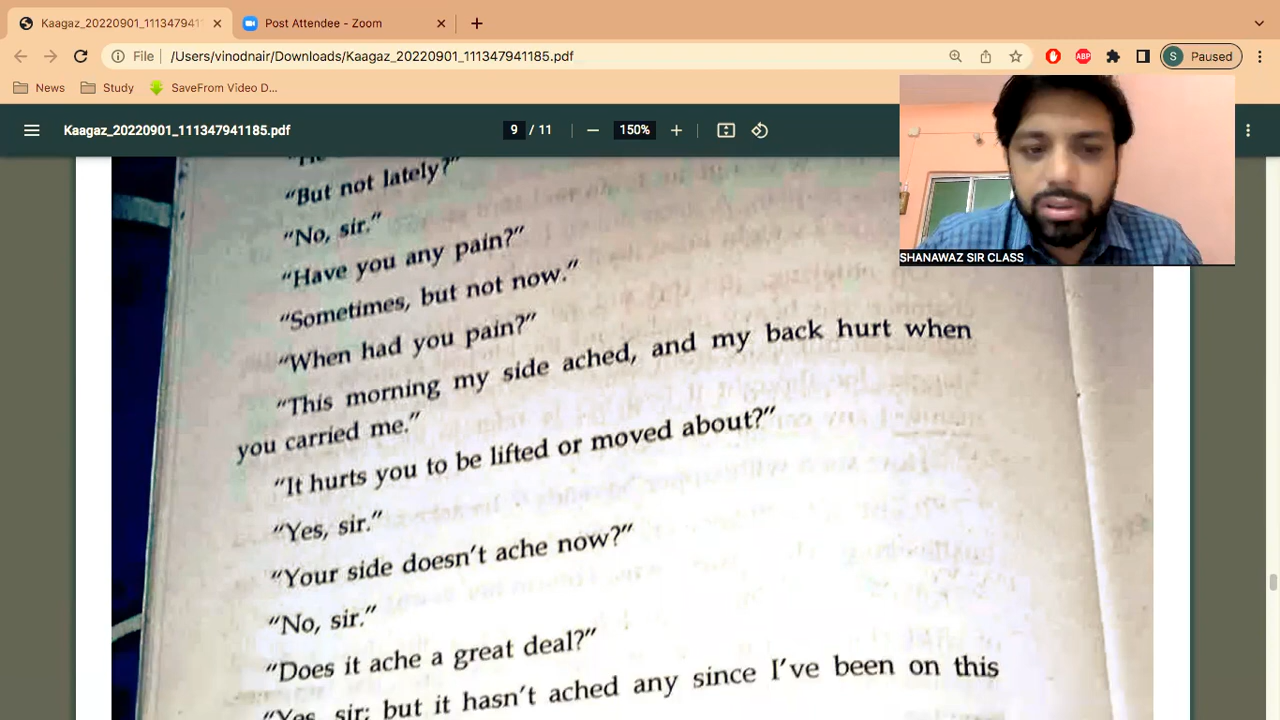 Kaagaz_20220901_1113479411
Post Attendee - Zoom
File
/Users/vinodnair/Downloads/Kaagaz_20220901_111347941185.pdf
ABP
S
Paused
News
Study
SaveFrom Video D...
Kaagaz_20220901_111347941185.pdf
9 / 11
150%
SHANAWAZ SIR CLASS
“But not lately?”
“No, sir.”
“Have you any pain?”
“Sometimes, but not now.”
“When had you pain?”
“This morning my side ached, and my back hurt when
you carried me.”
“It hurts you to be lifted or moved about?”
“Yes, sir.”
“Your side doesn’t ache now?”
“No, sir.”
“Does it ache a great deal?”
“Yes, sir; but it hasn’t ached any since I’ve been on this